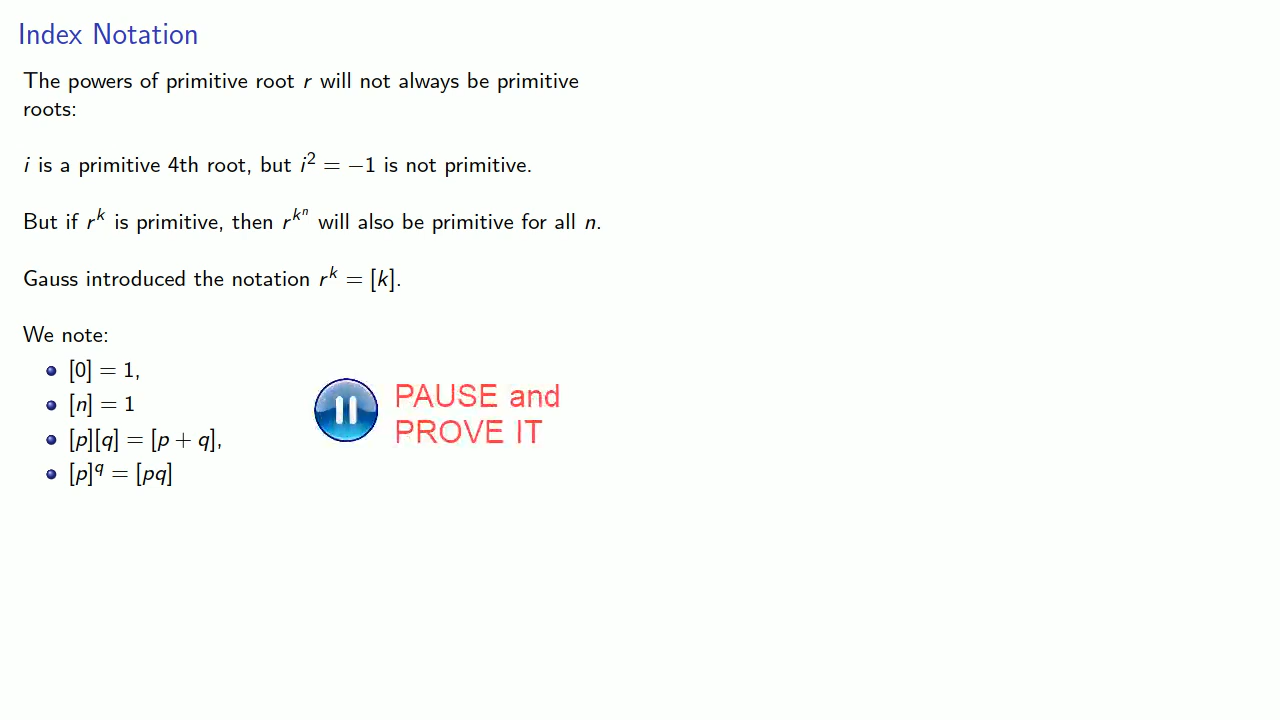 Index Notation
The powers of primitive root r will not always be primitive
roots:
i is a primitive 4th root, but i² = −1 is not primitive.
But if r^k is primitive, then r^{k^n} will also be primitive for all n.
Gauss introduced the notation r^k = [k].
We note:
[0] = 1,
[n] = 1
[p][q] = [p + q],
[p]^q = [pq]
PAUSE and
PROVE IT